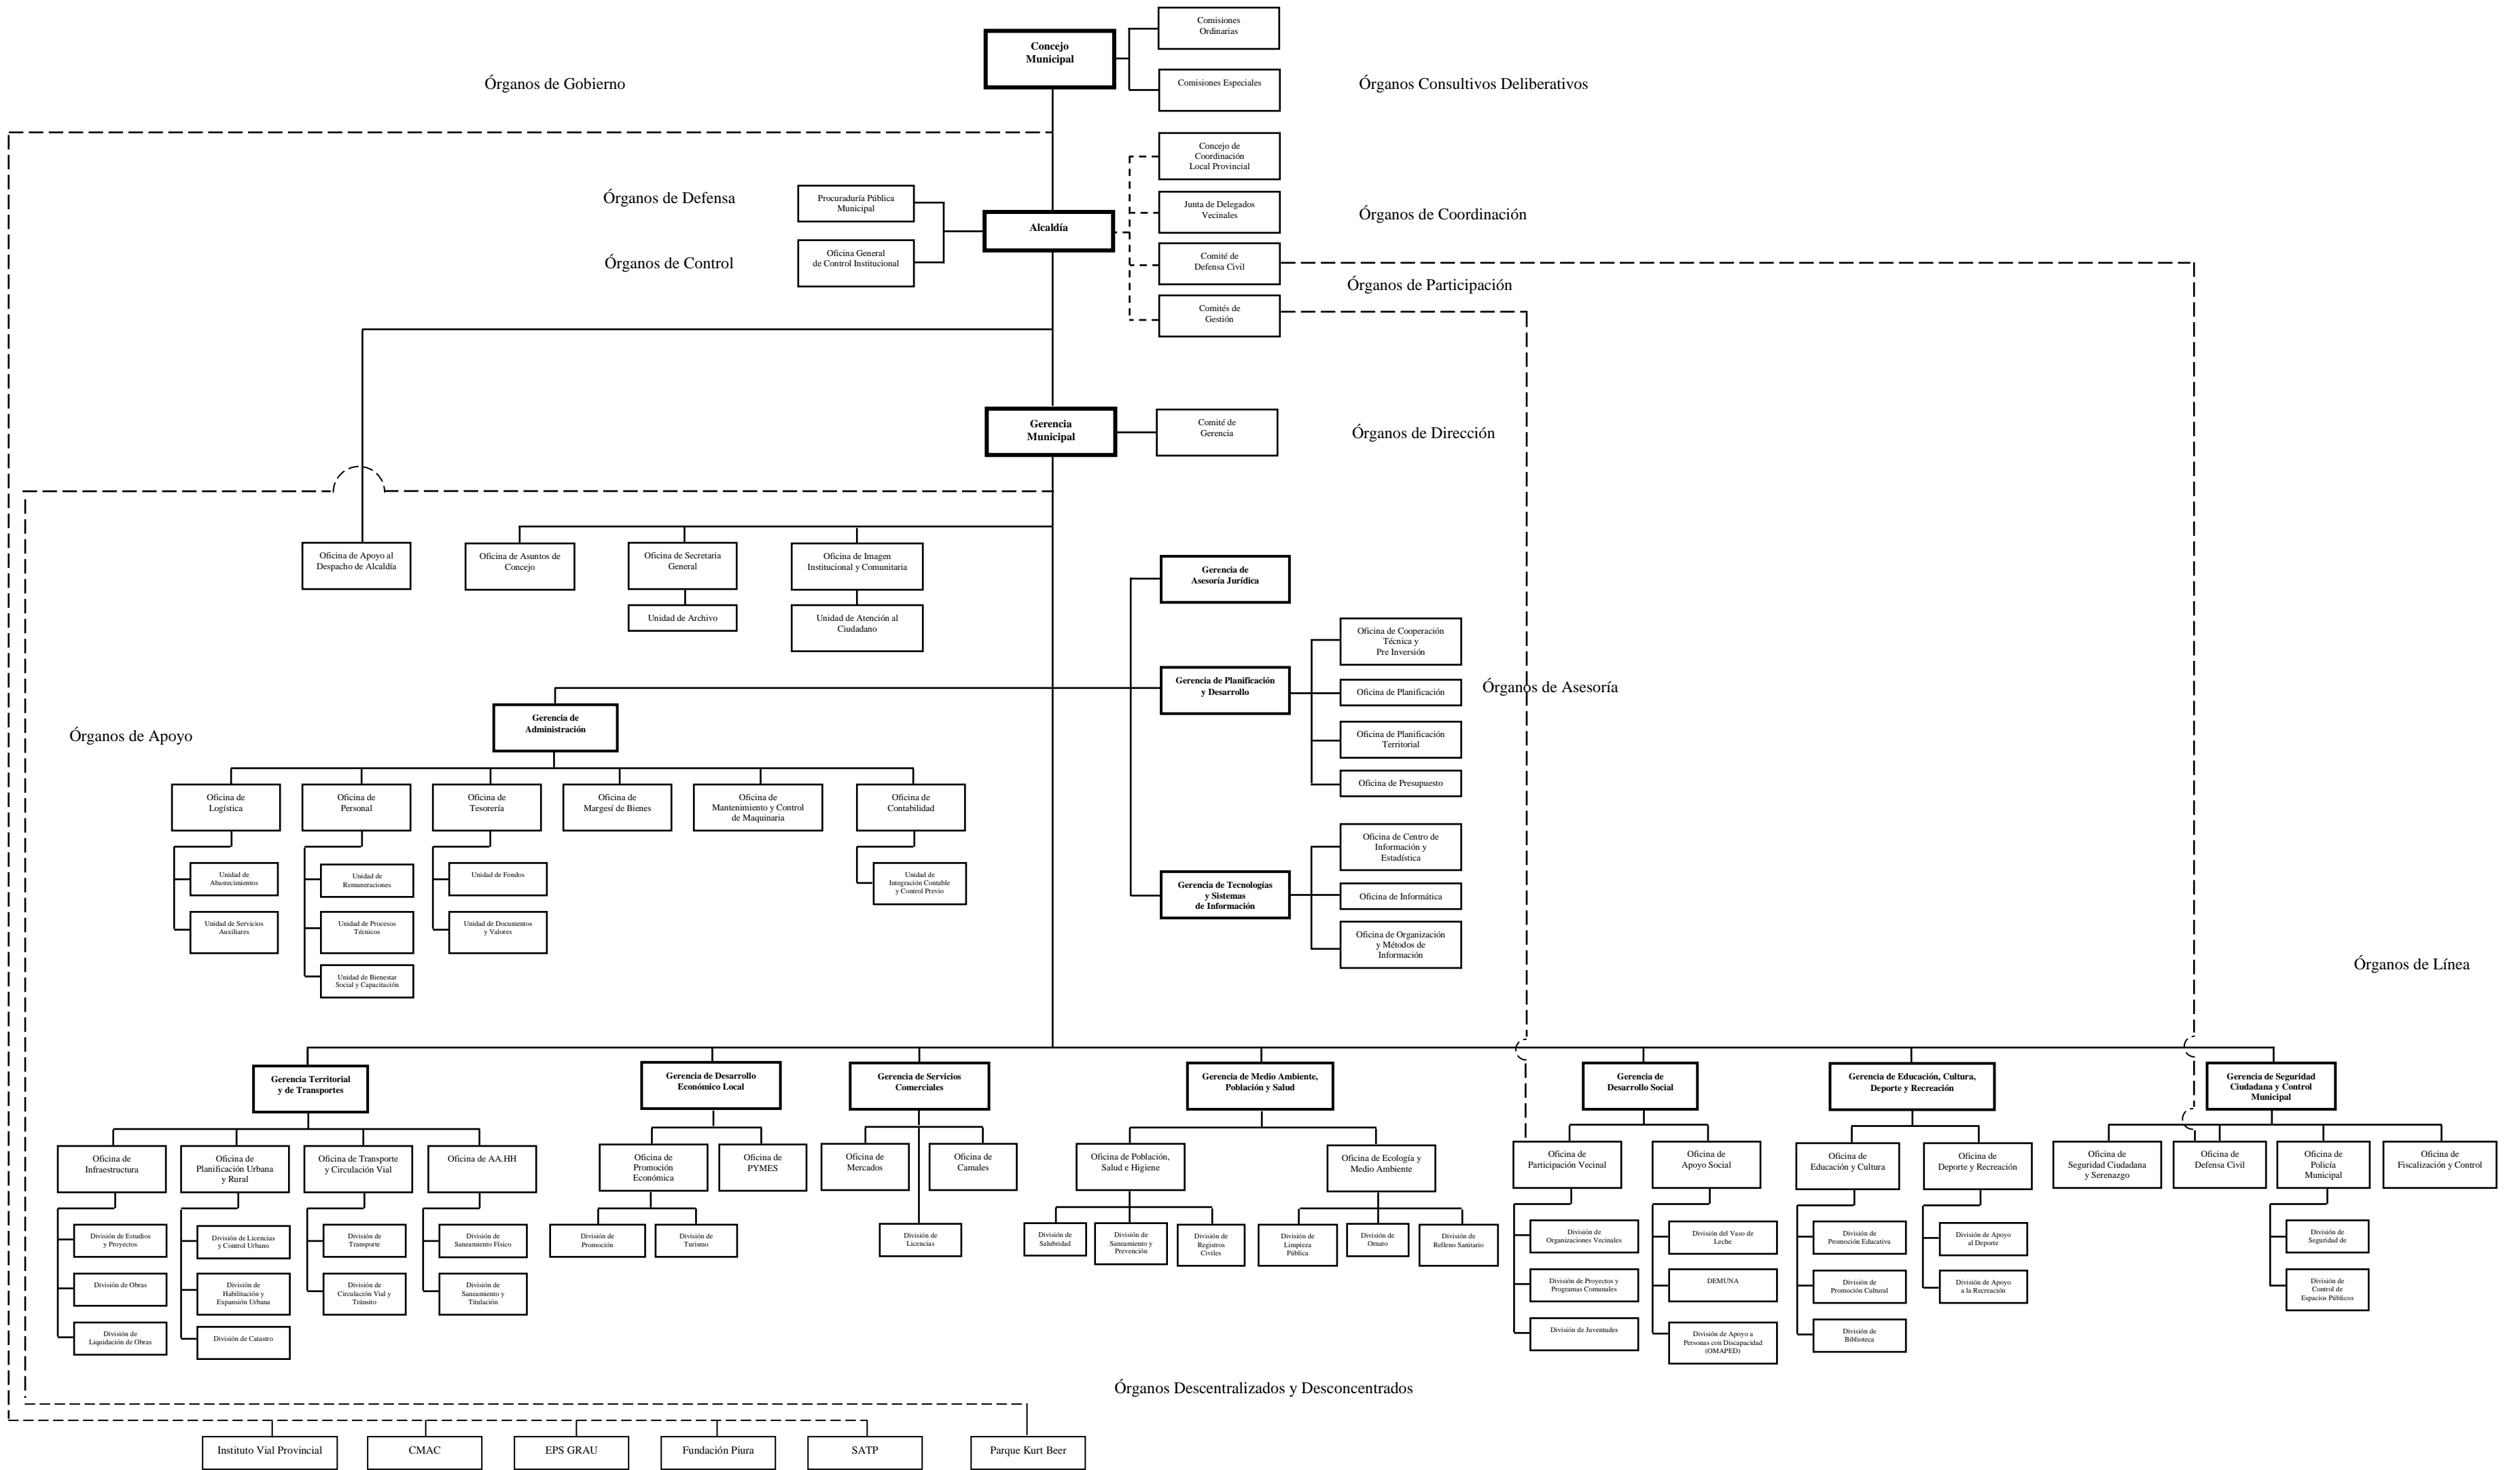 Comisiones
Ordinarias
Concejo
Municipal
Comisiones Especiales
Órganos de Gobierno
Órganos Consultivos Deliberativos
Concejo de
Coordinación
Local Provincial
Órganos de Defensa
Procuraduría Pública
Municipal
Junta de Delegados
Vecinales
Órganos de Coordinación
Alcaldía
Órganos de Control
Oficina General
de Control Institucional
Comité de
Defensa Civil
Órganos de Participación
Comités de
Gestión
Gerencia
Municipal
Comité de
Gerencia
Órganos de Dirección
Oficina de Apoyo al
Despacho de Alcaldía
Oficina de Asuntos de
Concejo
Oficina de Secretaria
General
Oficina de Imagen
Institucional y Comunitaria
Unidad de Archivo
Unidad de Atención al
Ciudadano
Gerencia de
Asesoría Jurídica
Oficina de Cooperación
Técnica y
Pre Inversión
Gerencia de Planificación
y Desarrollo
Oficina de Planificación
Órganos de Asesoría
Oficina de Planificación
Territorial
Oficina de Presupuesto
Gerencia de
Administración
Órganos de Apoyo
Oficina de
Logística
Oficina de
Personal
Oficina de
Tesorería
Oficina de
Margesí de Bienes
Oficina de
Mantenimiento y Control
de Maquinaria
Oficina de
Contabilidad
Unidad de
Abastecimientos
Unidad de
Remuneraciones
Unidad de Fondos
Unidad de
Integración Contable
y Control Previo
Unidad de Servicios
Auxiliares
Unidad de Procesos
Técnicos
Unidad de Documentos
y Valores
Unidad de Bienestar
Social y Capacitación
Oficina de Centro de
Información y
Estadística
Gerencia de Tecnologías
y Sistemas
de Información
Oficina de Informática
Oficina de Organización
y Métodos de
Información
Órganos de Línea
Gerencia Territorial
y de Transportes
Gerencia de Desarrollo
Económico Local
Gerencia de Servicios
Comerciales
Gerencia de Medio Ambiente,
Población y Salud
Gerencia de
Desarrollo Social
Gerencia de Educación, Cultura,
Deporte y Recreación
Gerencia de Seguridad
Ciudadana y Control
Municipal
Oficina de
Infraestructura
Oficina de
Planificación Urbana
y Rural
Oficina de Transporte
y Circulación Vial
Oficina de AA.HH
Oficina de
Promoción
Económica
Oficina de
PYMES
Oficina de
Mercados
Oficina de
Camales
Oficina de Población,
Salud e Higiene
Oficina de Ecología y
Medio Ambiente
Oficina de
Participación Vecinal
Oficina de
Apoyo Social
Oficina de
Educación y Cultura
Oficina de
Deporte y Recreación
Oficina de
Seguridad Ciudadana
y Serenazgo
Oficina de
Defensa Civil
Oficina de
Policía
Municipal
Oficina de
Fiscalización y Control
División de Estudios
y Proyectos
División de Licencias
y Control Urbano
División de
Transporte
División de
Saneamiento Físico
División de
Promoción
División de
Turismo
División de
Licencias
División de
Salubridad
División de
Saneamiento y
Prevención
División de
Registros
Civiles
División de
Limpieza
Pública
División de
Ornato
División de
Relleno Sanitario
División de
Organizaciones Vecinales
División del Vaso de
Leche
División de
Promoción Educativa
División de Apoyo
al Deporte
División de
Seguridad de
División de Obras
División de
Habilitación y
Expansión Urbana
División de
Circulación Vial y
Tránsito
División de
Saneamiento y
Titulación
División de Proyectos y
Programas Comunales
DEMUNA
División de
Promoción Cultural
División de Apoyo
a la Recreación
División de
Control de
Espacios Públicos
División de
Liquidación de Obras
División de Catastro
División de Juventudes
División de Apoyo a
Personas con Discapacidad
(OMAPED)
División de
Biblioteca
Órganos Descentralizados y Desconcentrados
Instituto Vial Provincial
CMAC
EPS GRAU
Fundación Piura
SATP
Parque Kurt Beer